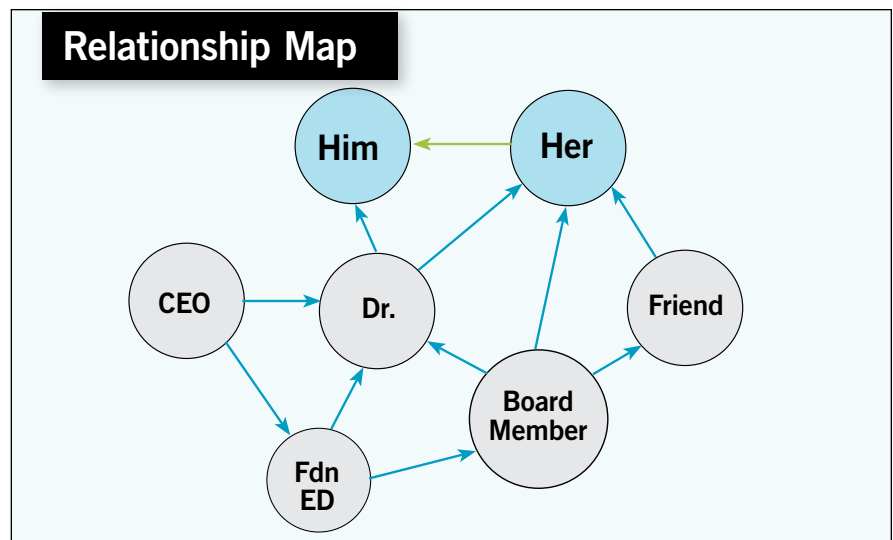 Relationship Map
Him
Her
CEO
Dr.
Friend
Board
Member
Fdn
ED